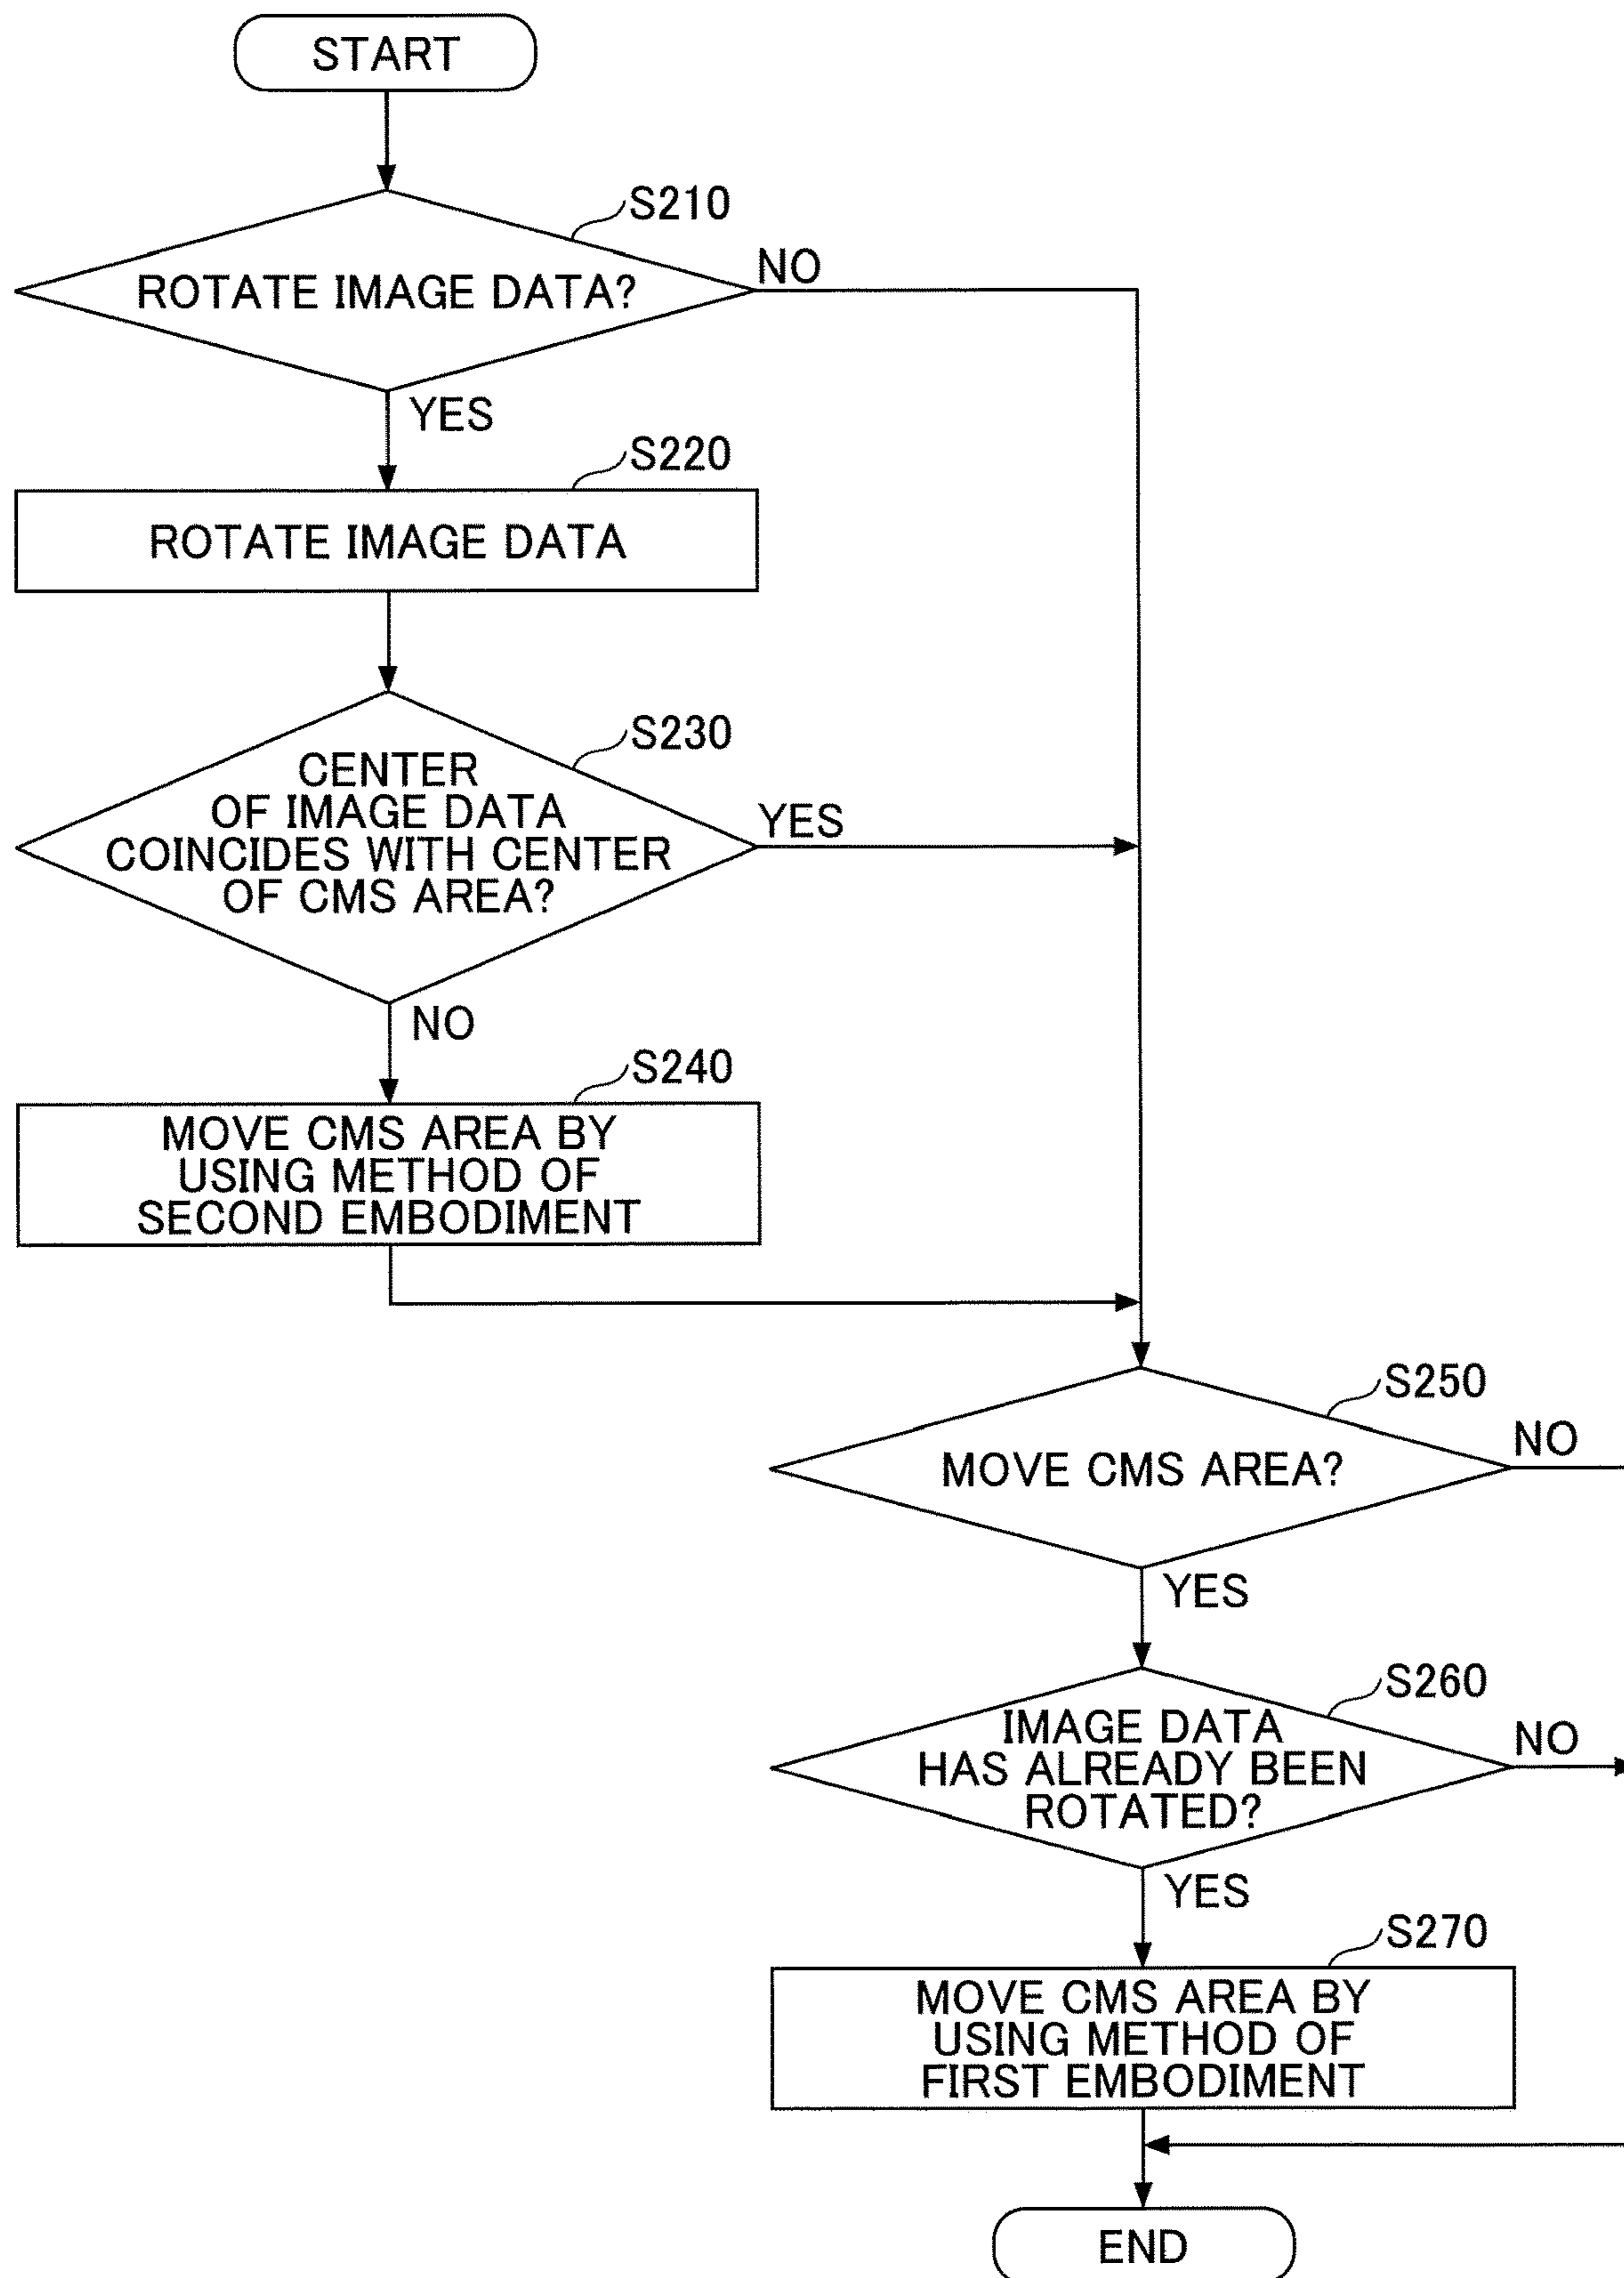 START
S210
ROTATE IMAGE DATA?
NO
YES
S220
ROTATE IMAGE DATA
S230
CENTER
OF IMAGE DATA
COINCIDES WITH CENTER
OF CMS AREA?
YES
NO
S240
MOVE CMS AREA BY
USING METHOD OF
SECOND EMBODIMENT
S250
MOVE CMS AREA?
NO
YES
S260
IMAGE DATA
HAS ALREADY BEEN
ROTATED?
NO
YES
S270
MOVE CMS AREA BY
USING METHOD OF
FIRST EMBODIMENT
END